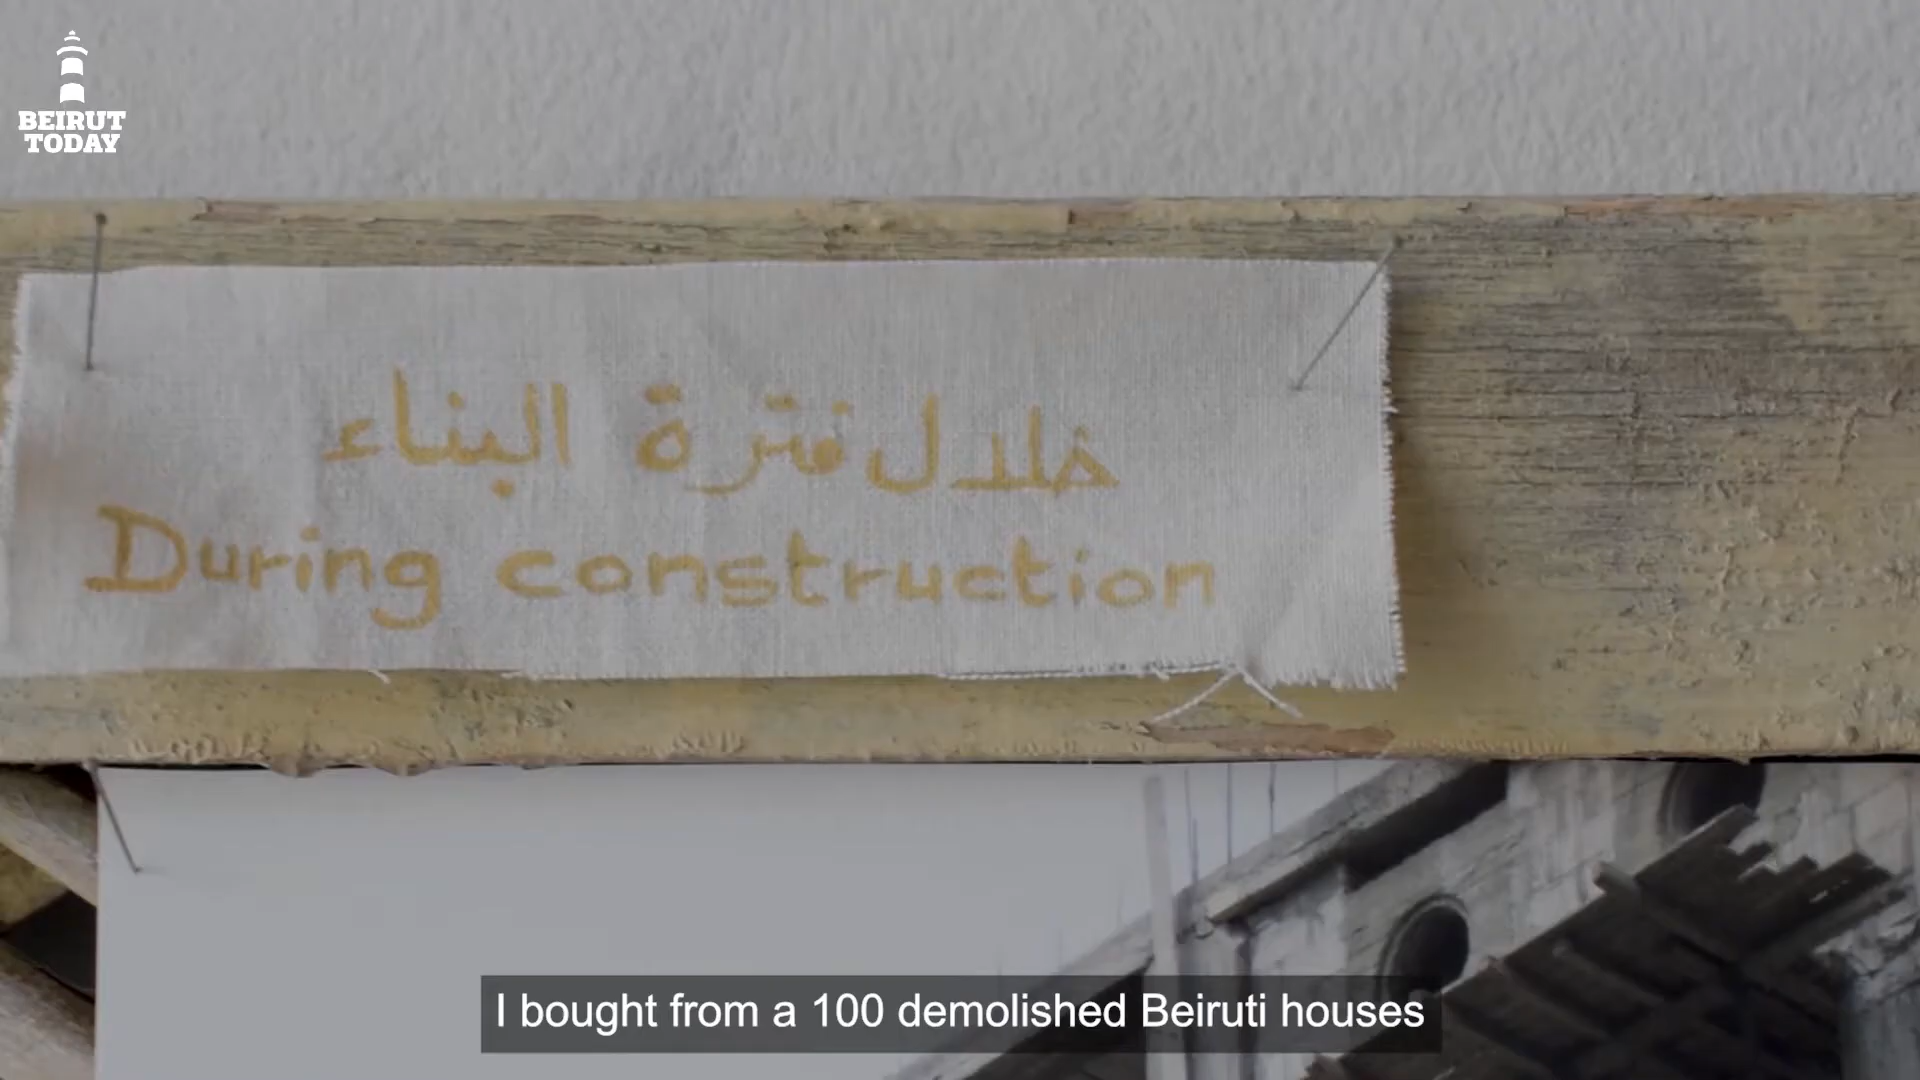 BEIRUT
TODAY
خلال فترة البناء
During construction
I bought from a 100 demolished Beiruti houses